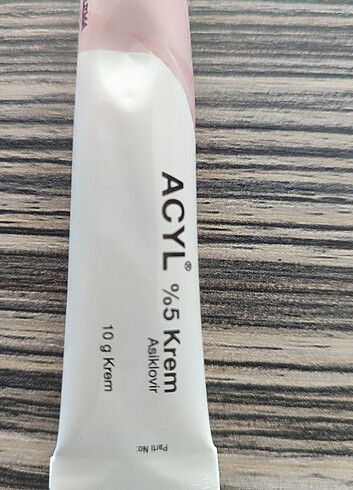 ACYL® %5 Krem
Asiklovir
10 g Krem
Parti No: